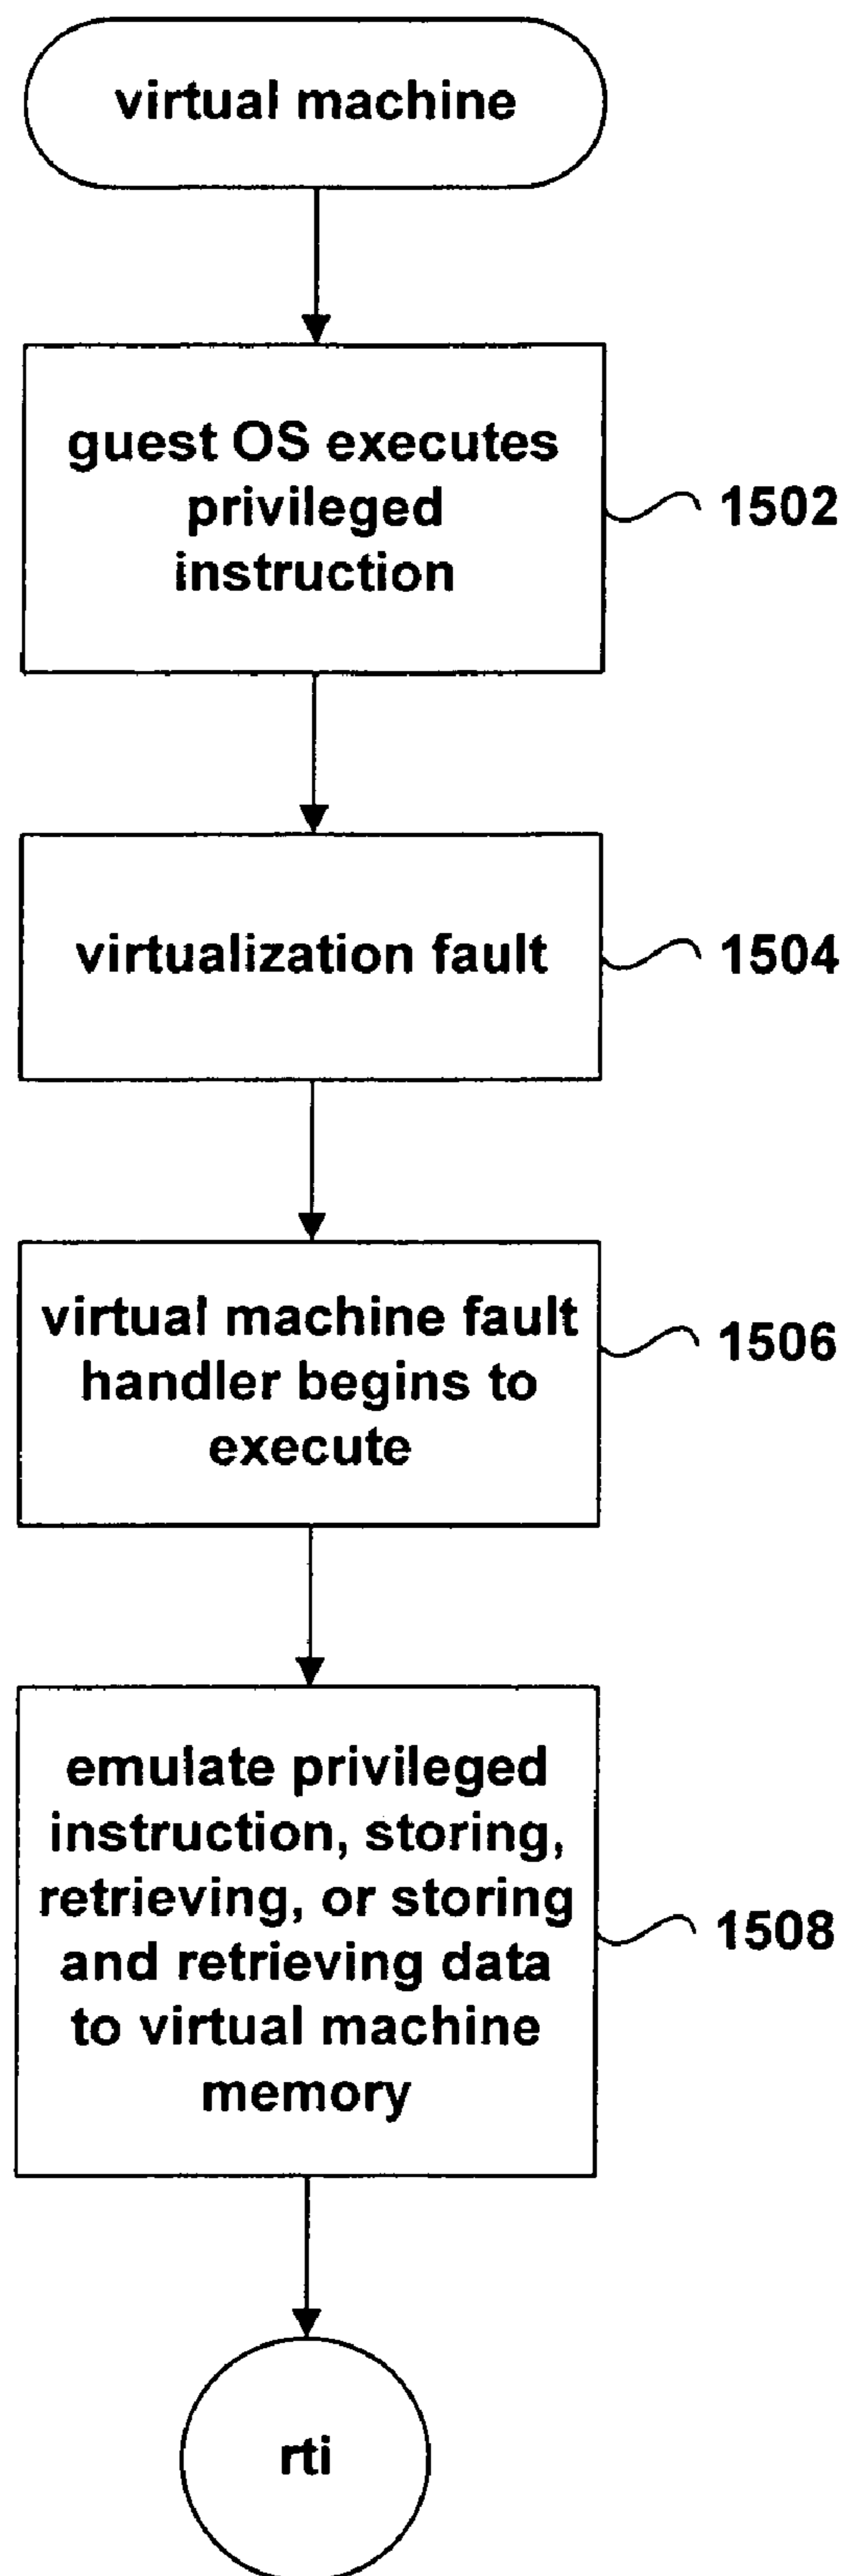 virtual machine
guest OS executes
privileged
instruction
1502
virtualization fault
1504
virtual machine fault
handler begins to
execute
1506
emulate privileged
instruction, storing,
retrieving, or storing
and retrieving data
to virtual machine
memory
1508
rti